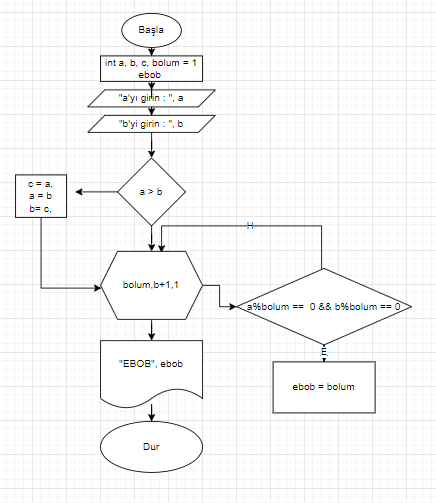 Başla
int a, b, c, bolum = 1
ebob
"a'yı girin : ", a
"b'yi girin : ", b
a > b
c = a,
a = b
b= c,
H
bolum,b+1,1
a%bolum == 0 && b%bolum == 0
E
"EBOB", ebob
ebob = bolum
Dur